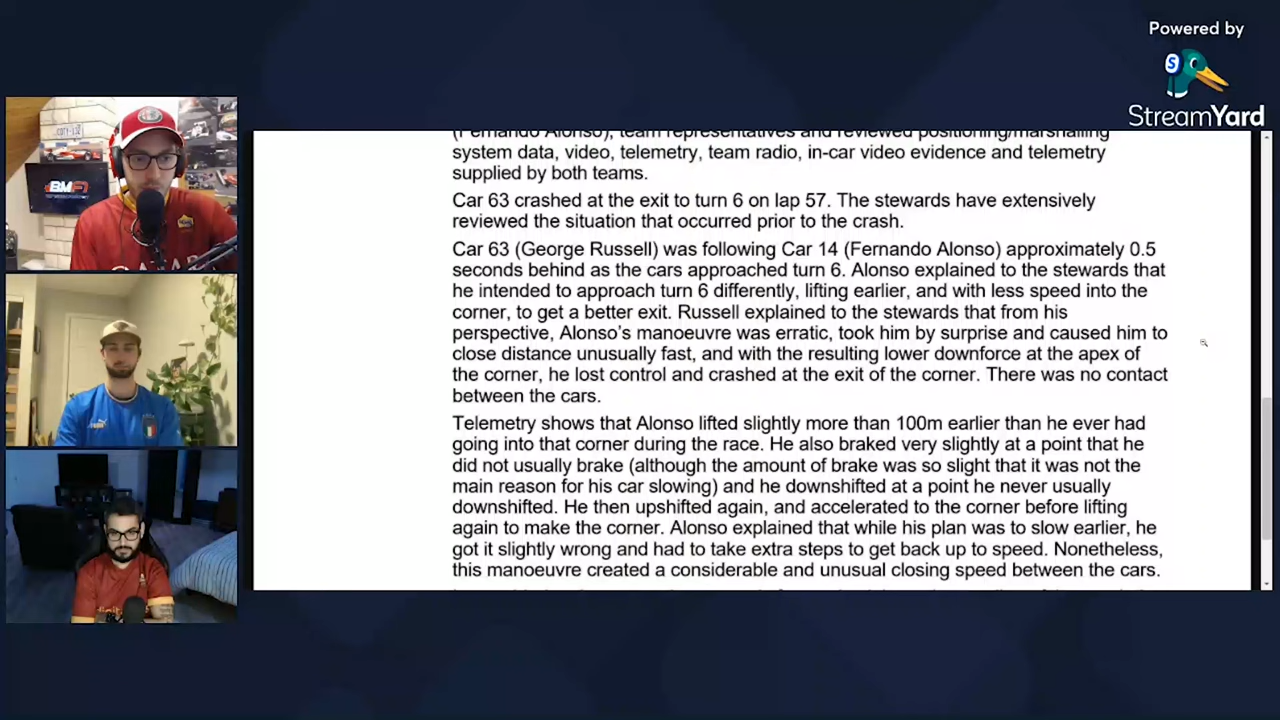 Powered by
StreamYard
(Fernando Alonso), team representatives and reviewed positioning/marshalling
system data, video, telemetry, team radio, in-car video evidence and telemetry
supplied by both teams.
Car 63 crashed at the exit to turn 6 on lap 57. The stewards have extensively
reviewed the situation that occurred prior to the crash.
Car 63 (George Russell) was following Car 14 (Fernando Alonso) approximately 0.5
seconds behind as the cars approached turn 6. Alonso explained to the stewards that
he intended to approach turn 6 differently, lifting earlier, and with less speed into the
corner, to get a better exit. Russell explained to the stewards that from his
perspective, Alonso's manoeuvre was erratic, took him by surprise and caused him to
close distance unusually fast, and with the resulting lower downforce at the apex of
the corner, he lost control and crashed at the exit of the corner. There was no contact
between the cars.
Telemetry shows that Alonso lifted slightly more than 100m earlier than he ever had
going into that corner during the race. He also braked very slightly at a point that he
did not usually brake (although the amount of brake was so slight that it was not the
main reason for his car slowing) and he downshifted at a point he never usually
downshifted. He then upshifted again, and accelerated to the corner before lifting
again to make the corner. Alonso explained that while his plan was to slow earlier, he
got it slightly wrong and had to take extra steps to get back up to speed. Nonetheless,
this manoeuvre created a considerable and unusual closing speed between the cars.
BMF1